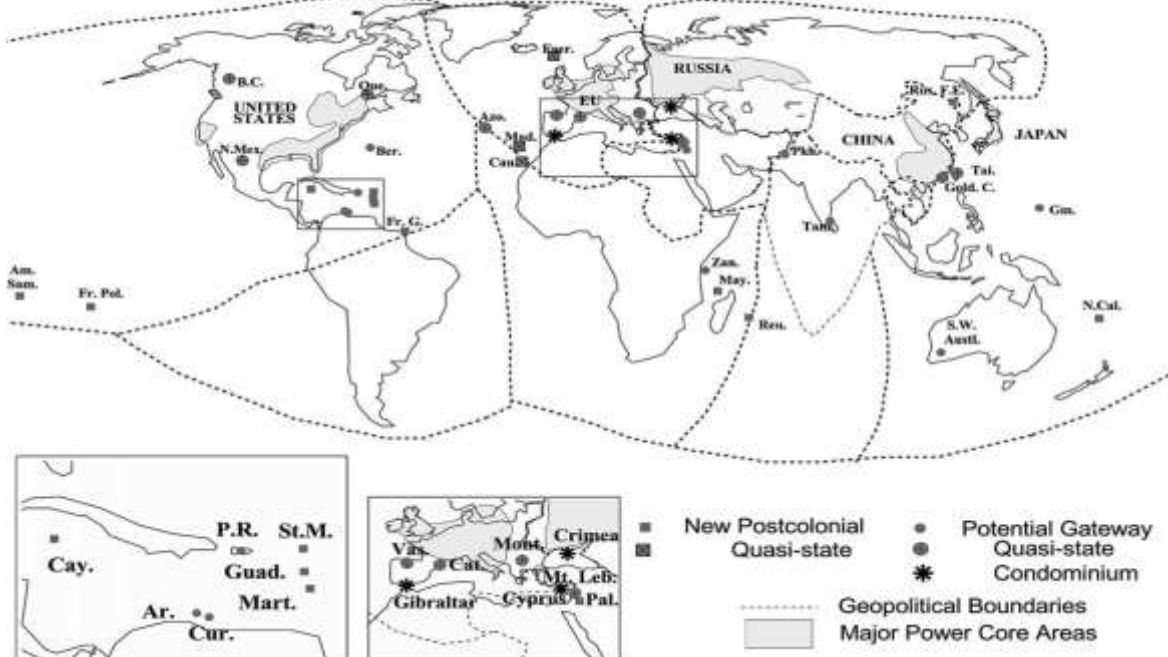 Faer.
B.C.
Que.
RUSSIA
UNITED
STATES
EU
Rus. F.E.
Azo.
Mad.
CHINA
JAPAN
N.Mex.
Ber.
Can.
Pkh.
Tai.
Gold. C.
Fr. G.
Tam.
Gm.
Zan.
Am.
Sam.
May.
Fr. Pol.
N.Cal.
Reu.
S.W.
Austl.
P.R.
St.M.
Cay.
Guad.
Mart.
Ar.
Cur.
Crimea
Vas.
Mont.
Cat.
Mt. Leb.
Gibraltar
Cyprus
Pal.
New Postcolonial
Quasi-state
Potential Gateway
Quasi-state
Condominium
Geopolitical Boundaries
Major Power Core Areas